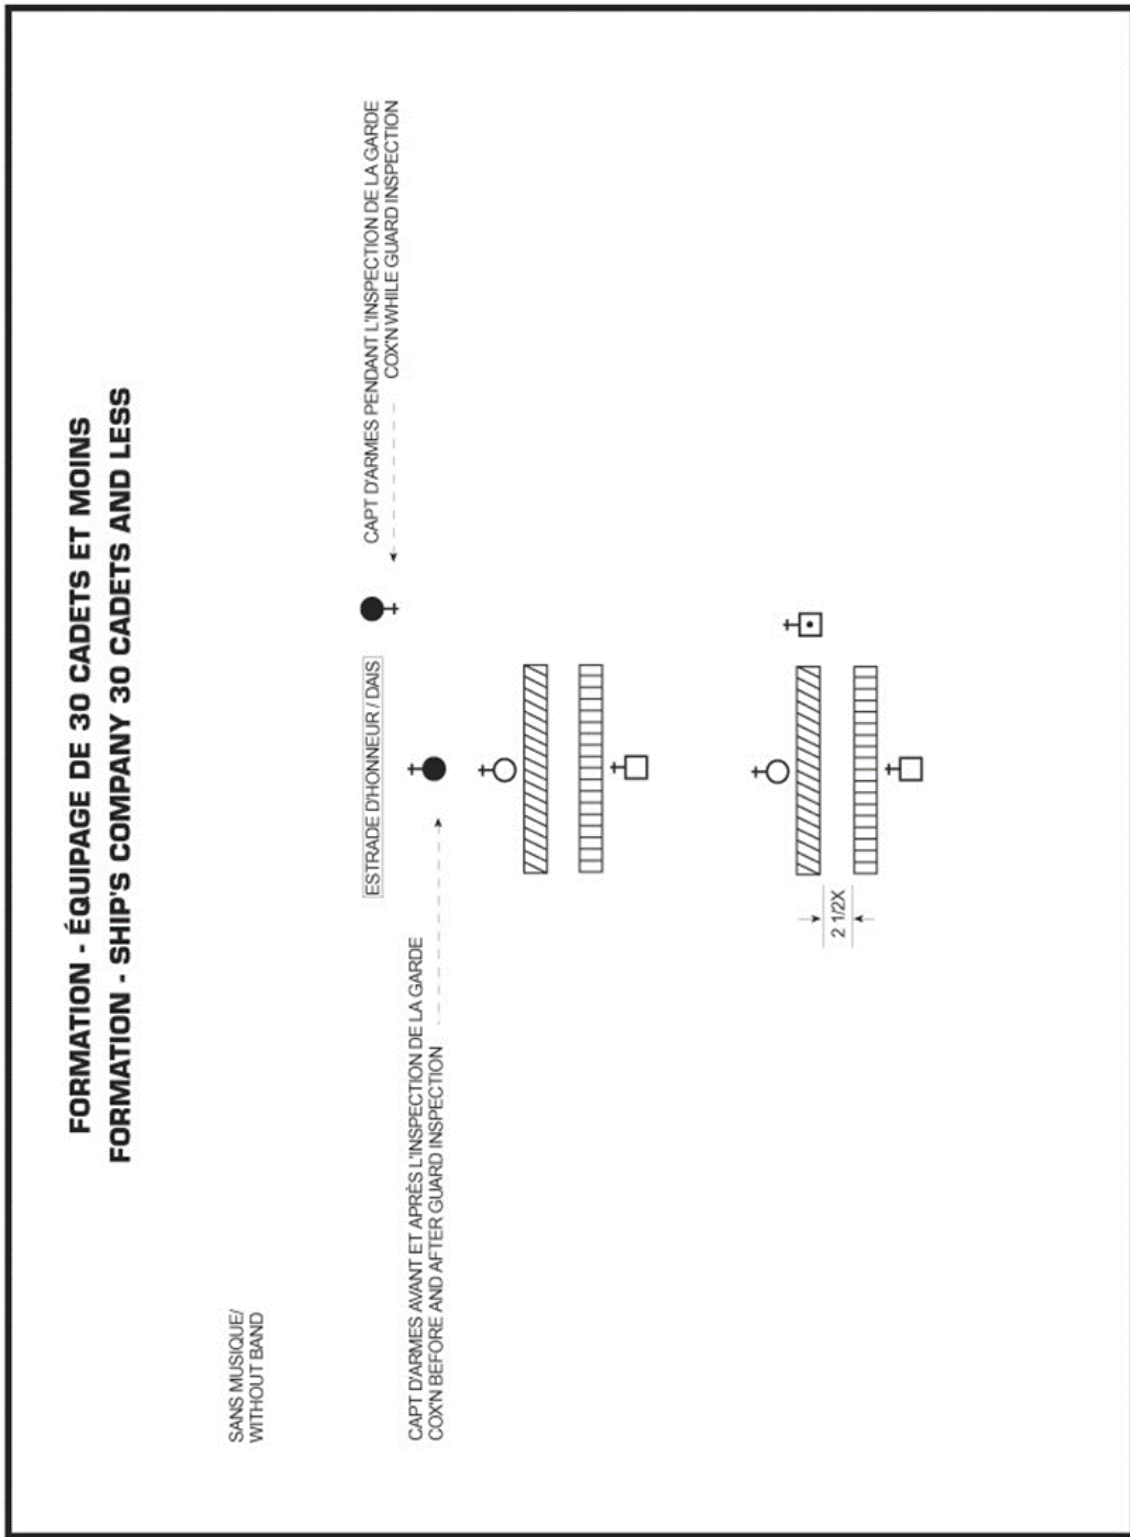 FORMATION - ÉQUIPAGE DE 30 CADETS ET MOINS
FORMATION - SHIP'S COMPANY 30 CADETS AND LESS
SANS MUSIQUE/
WITHOUT BAND
ESTRADE D'HONNEUR / DAIS
CAPT D'ARMES PENDANT L'INSPECTION DE LA GARDE
COX'N WHILE GUARD INSPECTION
CAPT D'ARMES AVANT ET APRÈS L'INSPECTION DE LA GARDE
COX'N BEFORE AND AFTER GUARD INSPECTION
2 1/2X